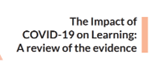 The Impact of
COVID-19 on Learning:
A review of the evidence